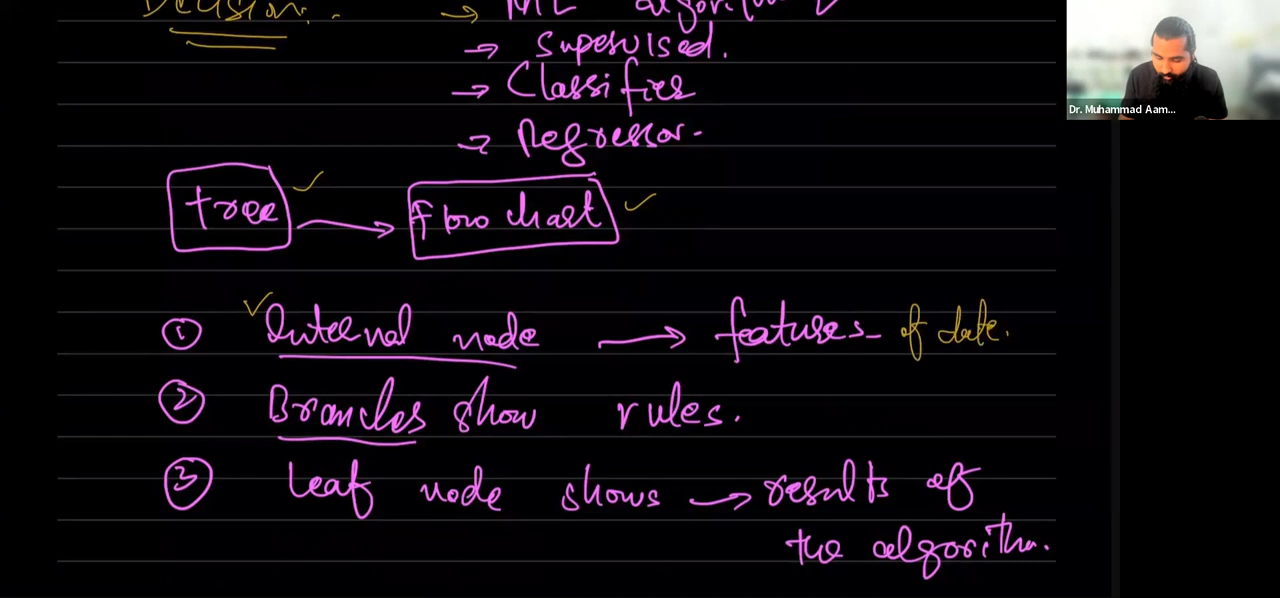 Decision. → ML algorithm
→ Supervised.
→ Classifier
→ Regressor.
tree → flow chart
① Internal node → features of data.
② Branches show rules.
③ Leaf node shows → results of
the algorithm.
Dr. Muhammad Aam...